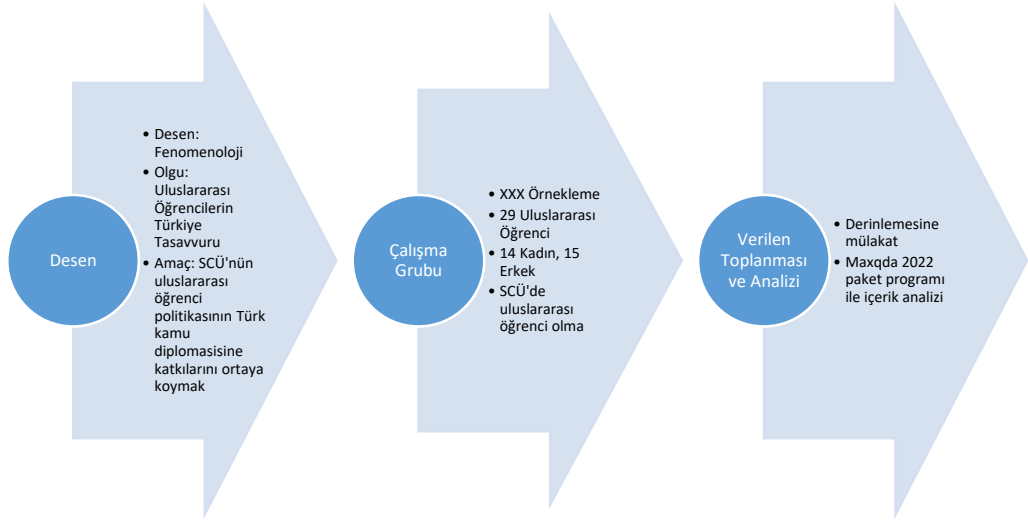 Desen
• Desen:
Fenomenoloji
• Olgu:
Uluslararası
Öğrencilerin
Türkiye
Tasavvuru
• Amaç: SCÜ'nün
uluslararası
öğrenci
politikasının Türk
kamu
diplomasisine
katkılarını ortaya
koymak
Çalışma
Grubu
• XXX Örnekleme
• 29 Uluslararası
Öğrenci
• 14 Kadın, 15
Erkek
• SCÜ'de
uluslararası
öğrenci olma
Verilen
Toplanması
ve Analizi
• Derinlemesine
mülakat
• Maxqda 2022
paket programı
ile içerik analizi